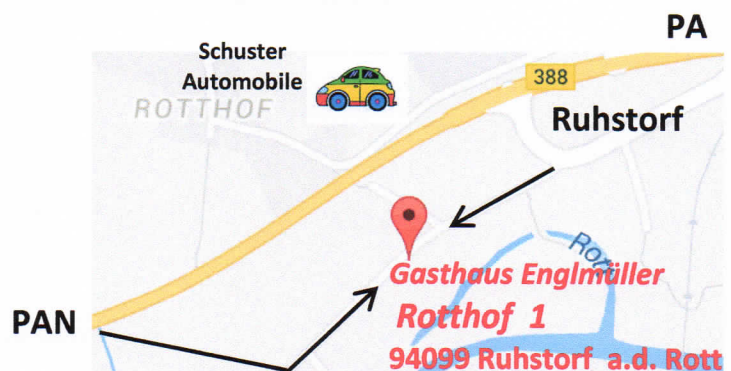 PA
Schuster
Automobile
ROTTHOF
388
Ruhstorf
Rott
Gasthaus Englmüller
PAN
Rotthof 1
94099 Ruhstorf a.d. Rott